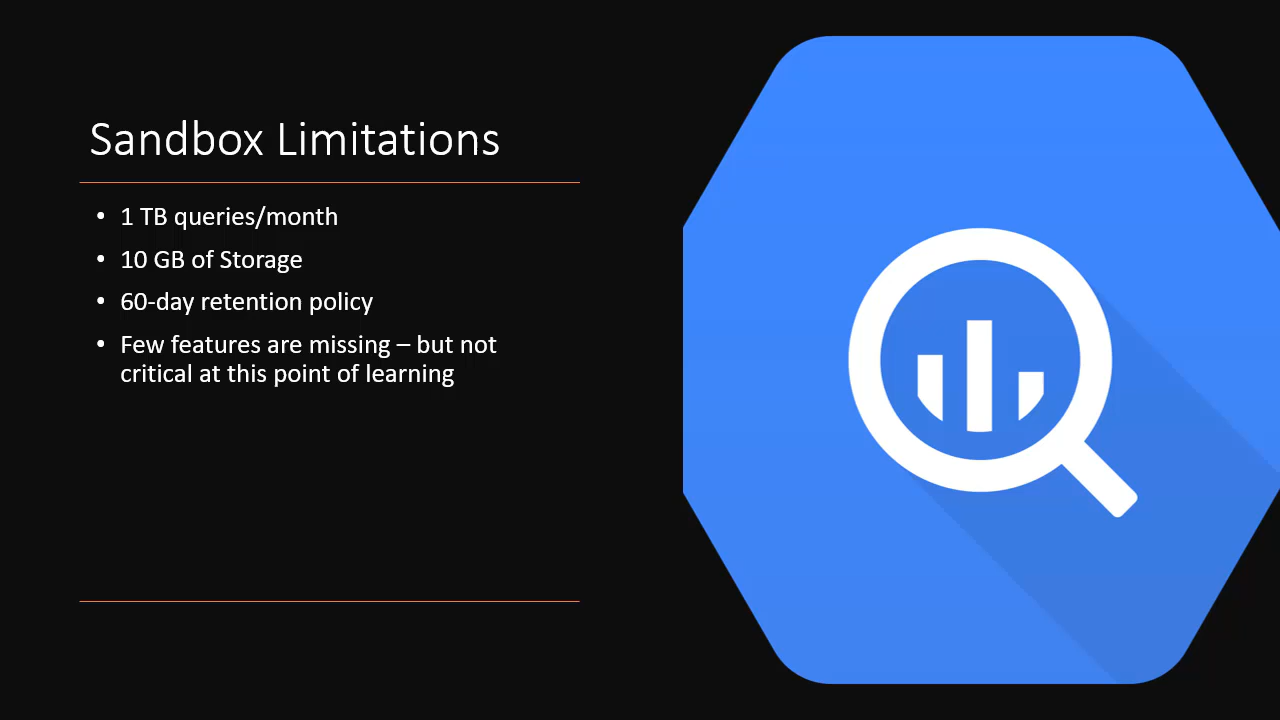 Sandbox Limitations
• 1 TB queries/month
• 10 GB of Storage
• 60-day retention policy
• Few features are missing – but not
critical at this point of learning